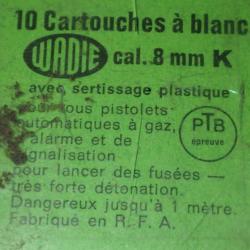 10 Cartouches à blanc
WADIE cal. 8 mm K
avec sertissage plastique
pour tous pistolets
automatiques à gaz,
alarme et de
signalisation
pour lancer des fusées —
très forte détonation.
Dangereux jusqu'à 1 mètre.
Fabriqué en R. F. A.
PTB
épreuve